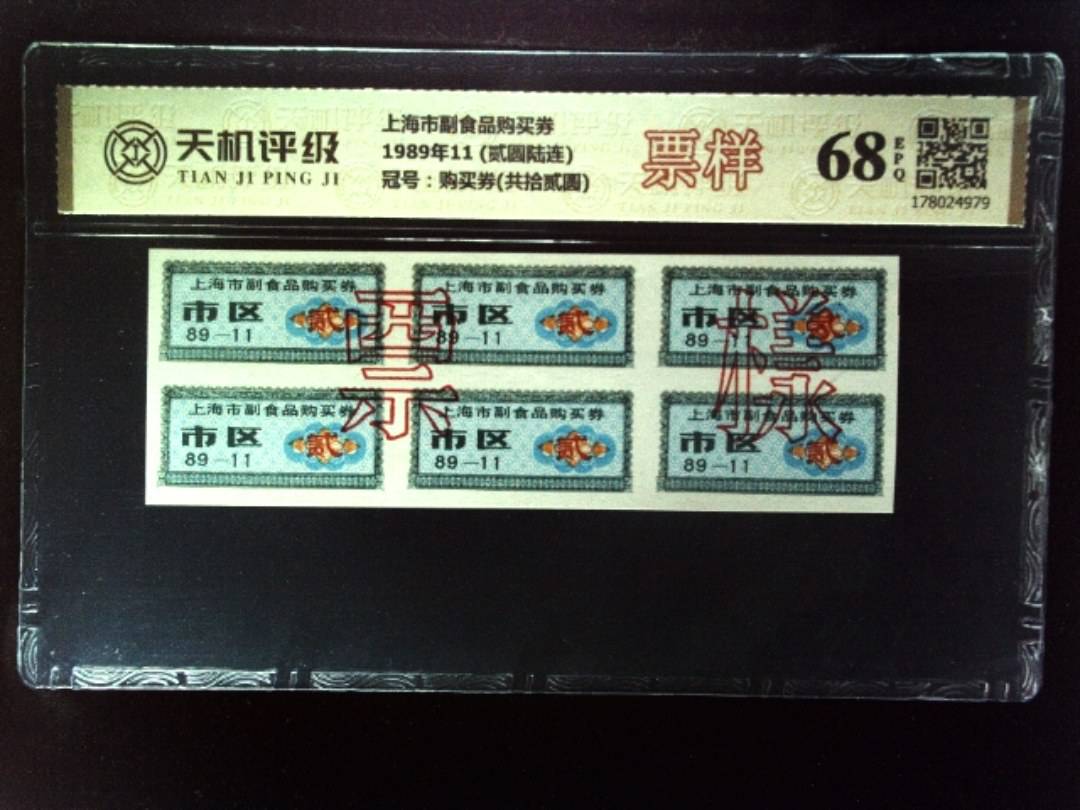 天机评级
TIAN JI PING JI
上海市副食品购买券
1989年11 (贰圆陆连)
冠号：购买券(共拾贰圆)
票样
68
EPQ
178024979
上海市副食品购买券
市区
贰
89—11
上海市副食品购买券
市区
贰
89—11
上海市副食品购买券
市区
贰
89—11
上海市副食品购买券
市区
贰
89—11
上海市副食品购买券
市区
贰
89—11
上海市副食品购买券
市区
贰
89—11
票樣